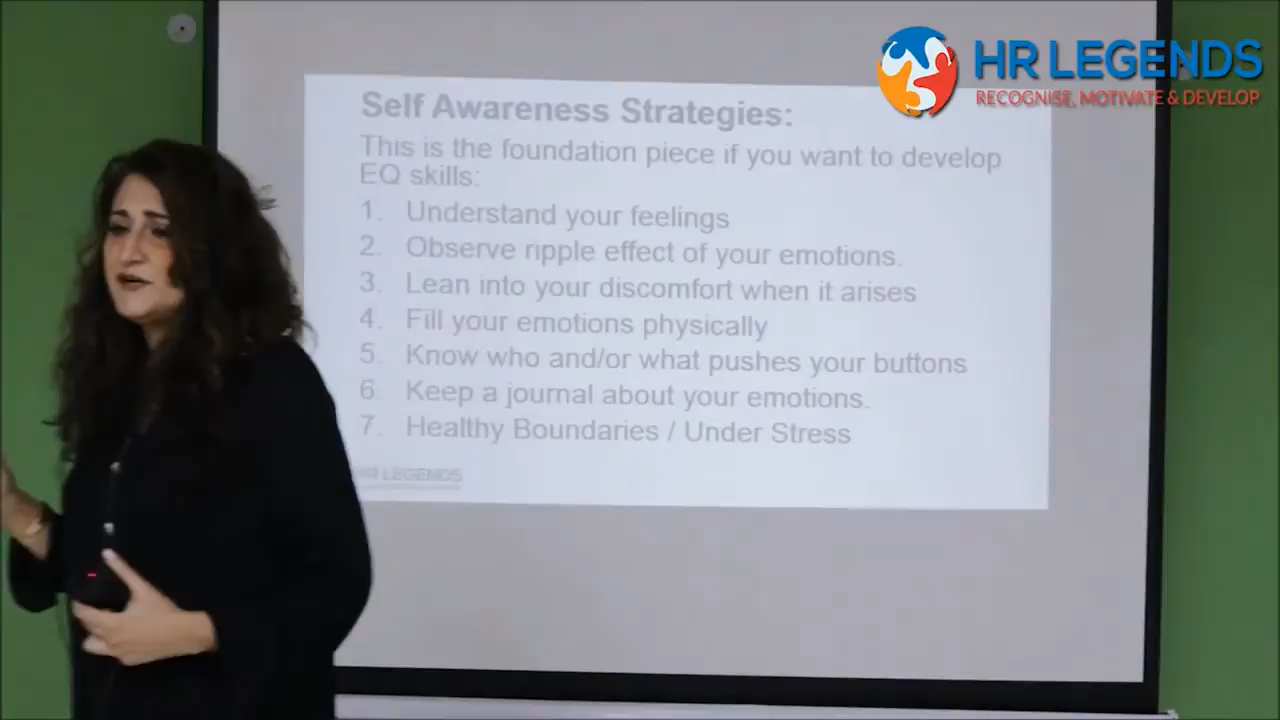 HR LEGENDS
RECOGNISE, MOTIVATE & DEVELOP
Self Awareness Strategies:
This is the foundation piece if you want to develop
EQ skills:
1. Understand your feelings
2. Observe ripple effect of your emotions.
3. Lean into your discomfort when it arises
4. Fill your emotions physically
5. Know who and/or what pushes your buttons
6. Keep a journal about your emotions.
7. Healthy Boundaries / Under Stress
HR LEGENDS